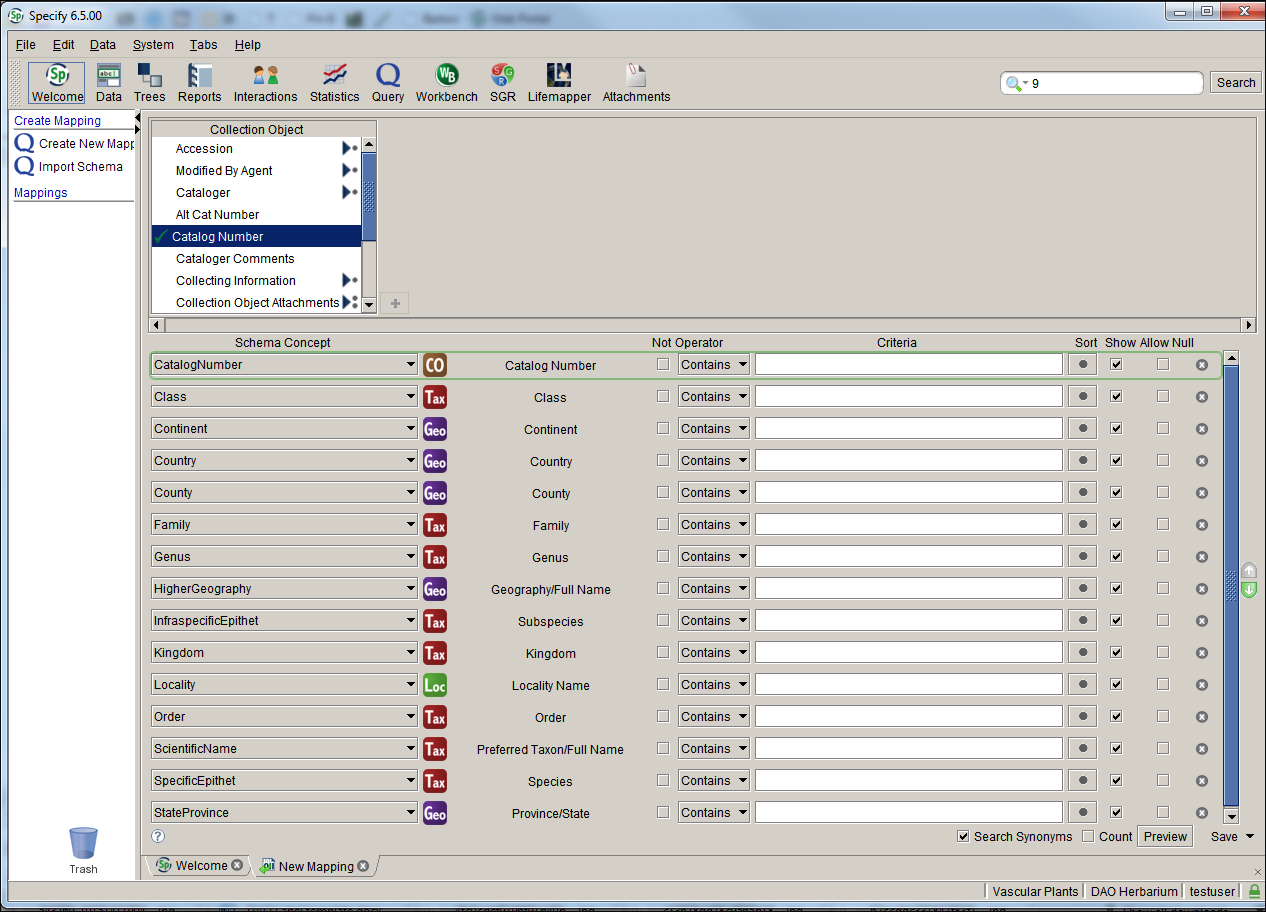 Specify 6.5.00
File Edit Data System Tabs Help
Welcome Data Trees Reports Interactions Statistics Query Workbench SGR Lifemapper Attachments 9 Search
Create Mapping
Create New Mapp
Import Schema
Mappings
Collection Object
Accession
Modified By Agent
Cataloger
Alt Cat Number
Catalog Number
Cataloger Comments
Collecting Information
Collection Object Attachments
Schema Concept Not Operator Criteria Sort Show Allow Null
CatalogNumber CO Catalog Number Contains
Class Tax Class Contains
Continent Geo Continent Contains
Country Geo Country Contains
County Geo County Contains
Family Tax Family Contains
Genus Tax Genus Contains
HigherGeography Geo Geography/Full Name Contains
InfraspecificEpithet Tax Subspecies Contains
Kingdom Tax Kingdom Contains
Locality Loc Locality Name Contains
Order Tax Order Contains
ScientificName Tax Preferred Taxon/Full Name Contains
SpecificEpithet Tax Species Contains
StateProvince Geo Province/State Contains
Search Synonyms Count Preview Save
Trash
Welcome New Mapping
Vascular Plants DAO Herbarium testuser